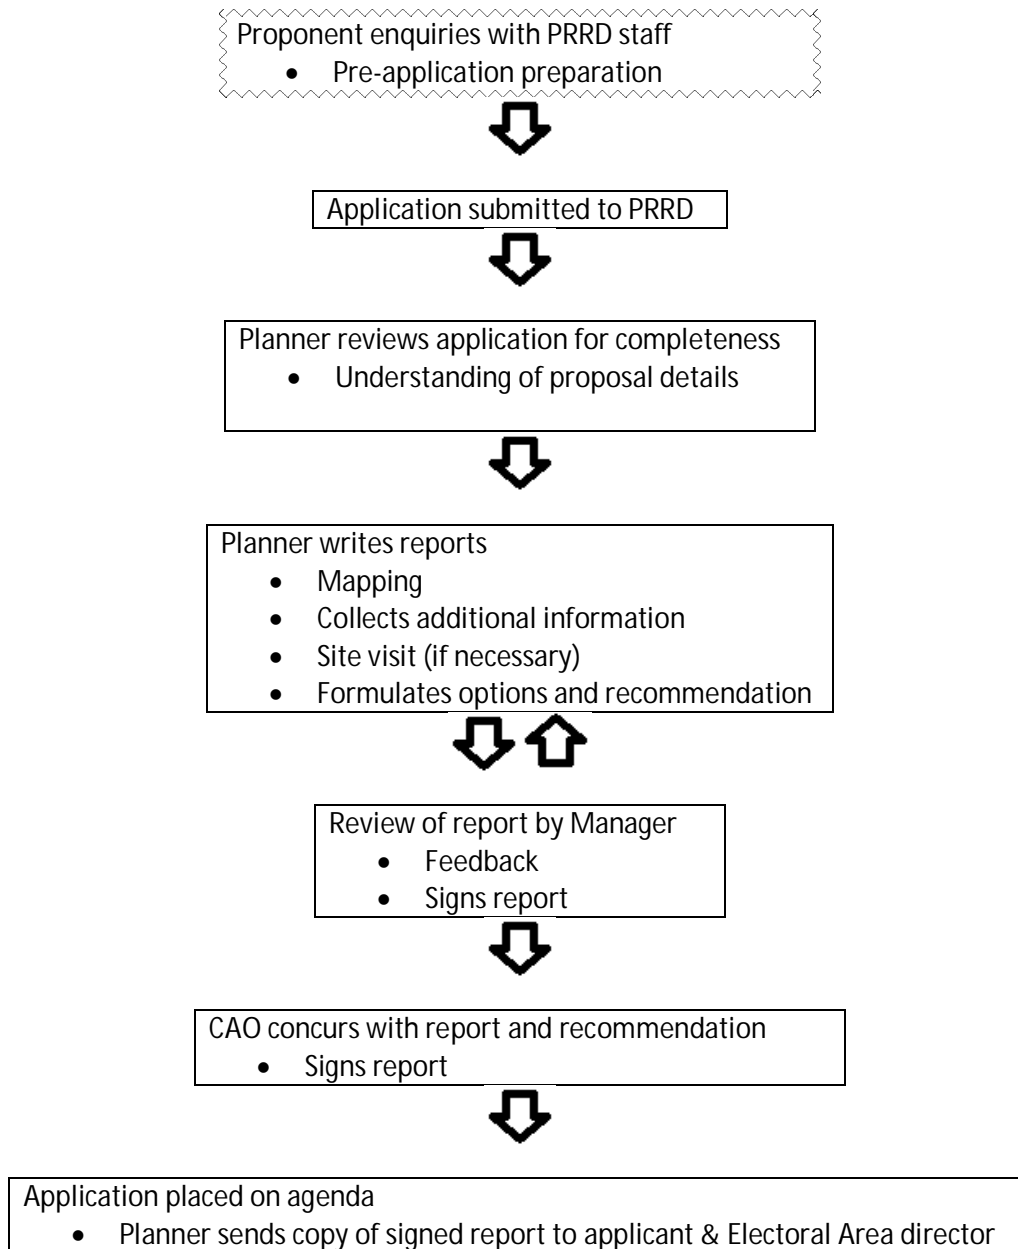 Proponent enquiries with PRRD staff
• Pre-application preparation
Application submitted to PRRD
Planner reviews application for completeness
• Understanding of proposal details
Planner writes reports
• Mapping
• Collects additional information
• Site visit (if necessary)
• Formulates options and recommendation
Review of report by Manager
• Feedback
• Signs report
CAO concurs with report and recommendation
• Signs report
Application placed on agenda
• Planner sends copy of signed report to applicant & Electoral Area director